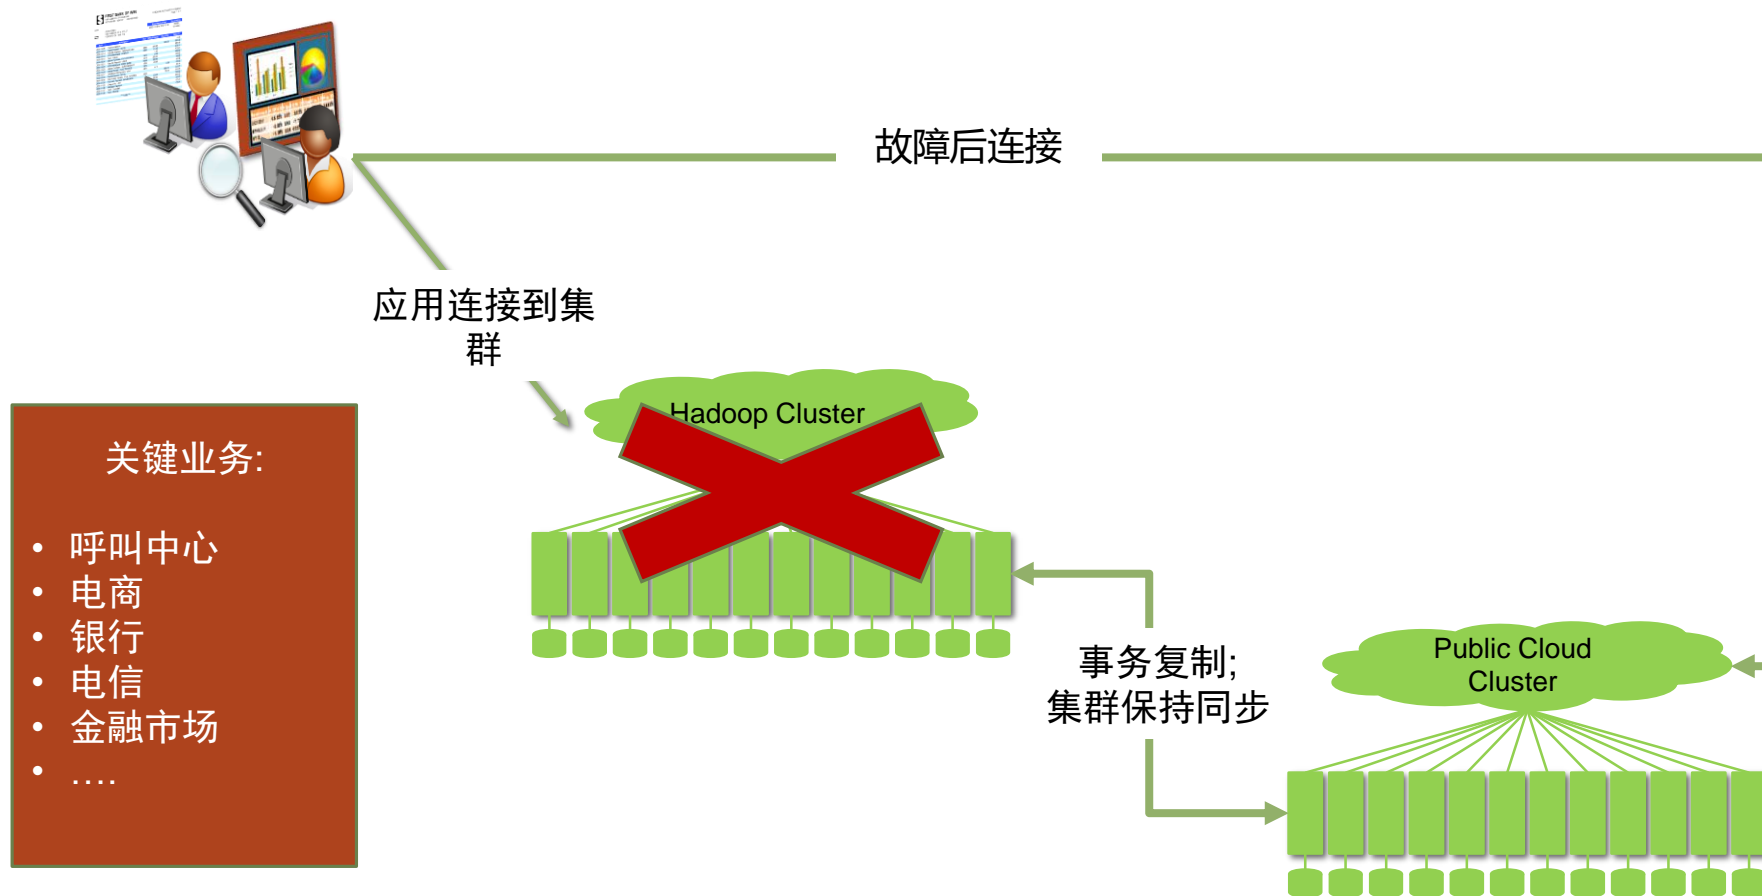 故障后连接
应用连接到集
群
Hadoop Cluster
关键业务:
• 呼叫中心
• 电商
• 银行
• 电信
• 金融市场
• ....
事务复制;
集群保持同步
Public Cloud
Cluster